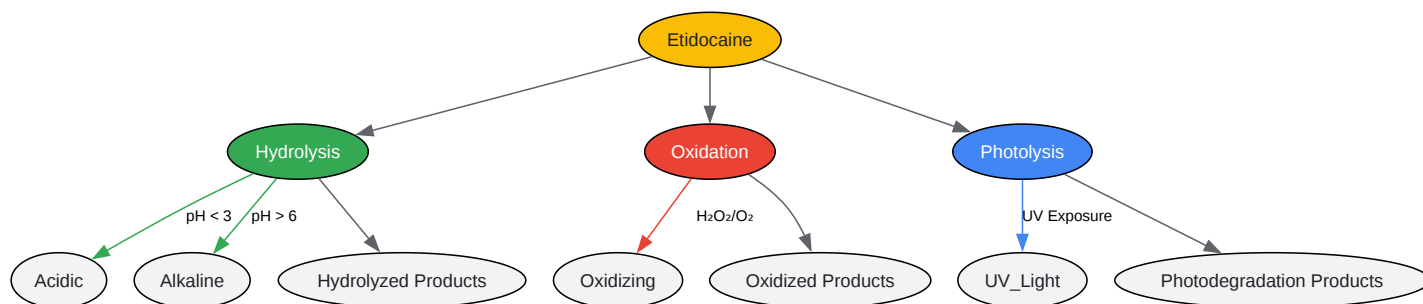 Etidocaine
Hydrolysis
Oxidation
Photolysis
pH < 3
pH > 6
H₂O₂/O₂
UV Exposure
Acidic
Alkaline
Hydrolyzed Products
Oxidizing
Oxidized Products
UV_Light
Photodegradation Products